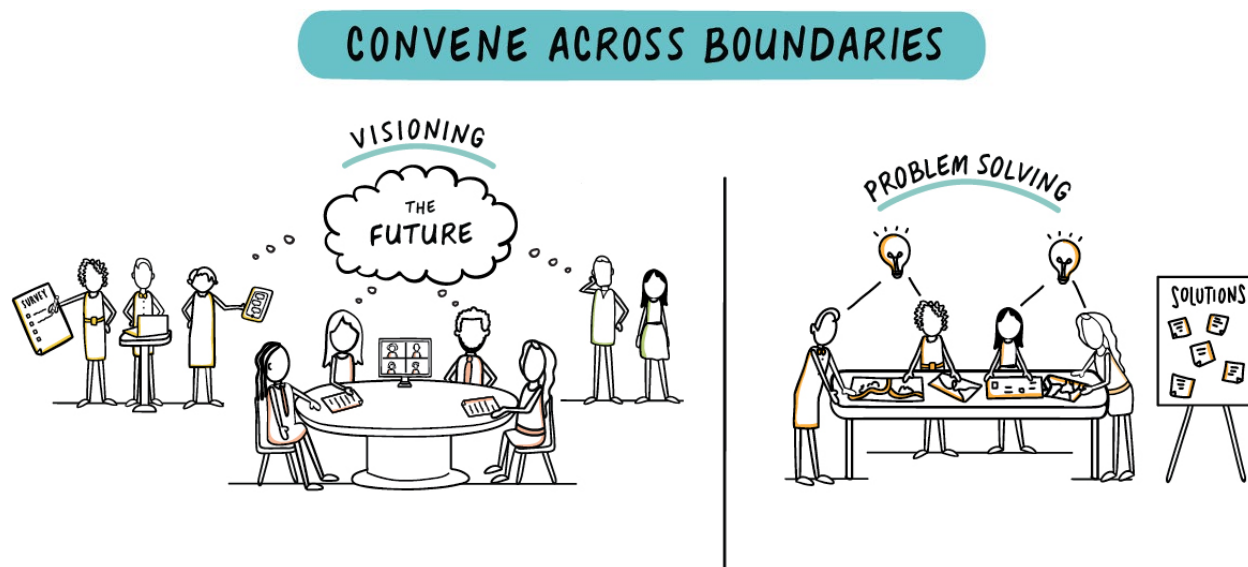 CONVENE ACROSS BOUNDARIES
VISIONING
THE
FUTURE
SURVEY
PROBLEM SOLVING
SOLUTIONS